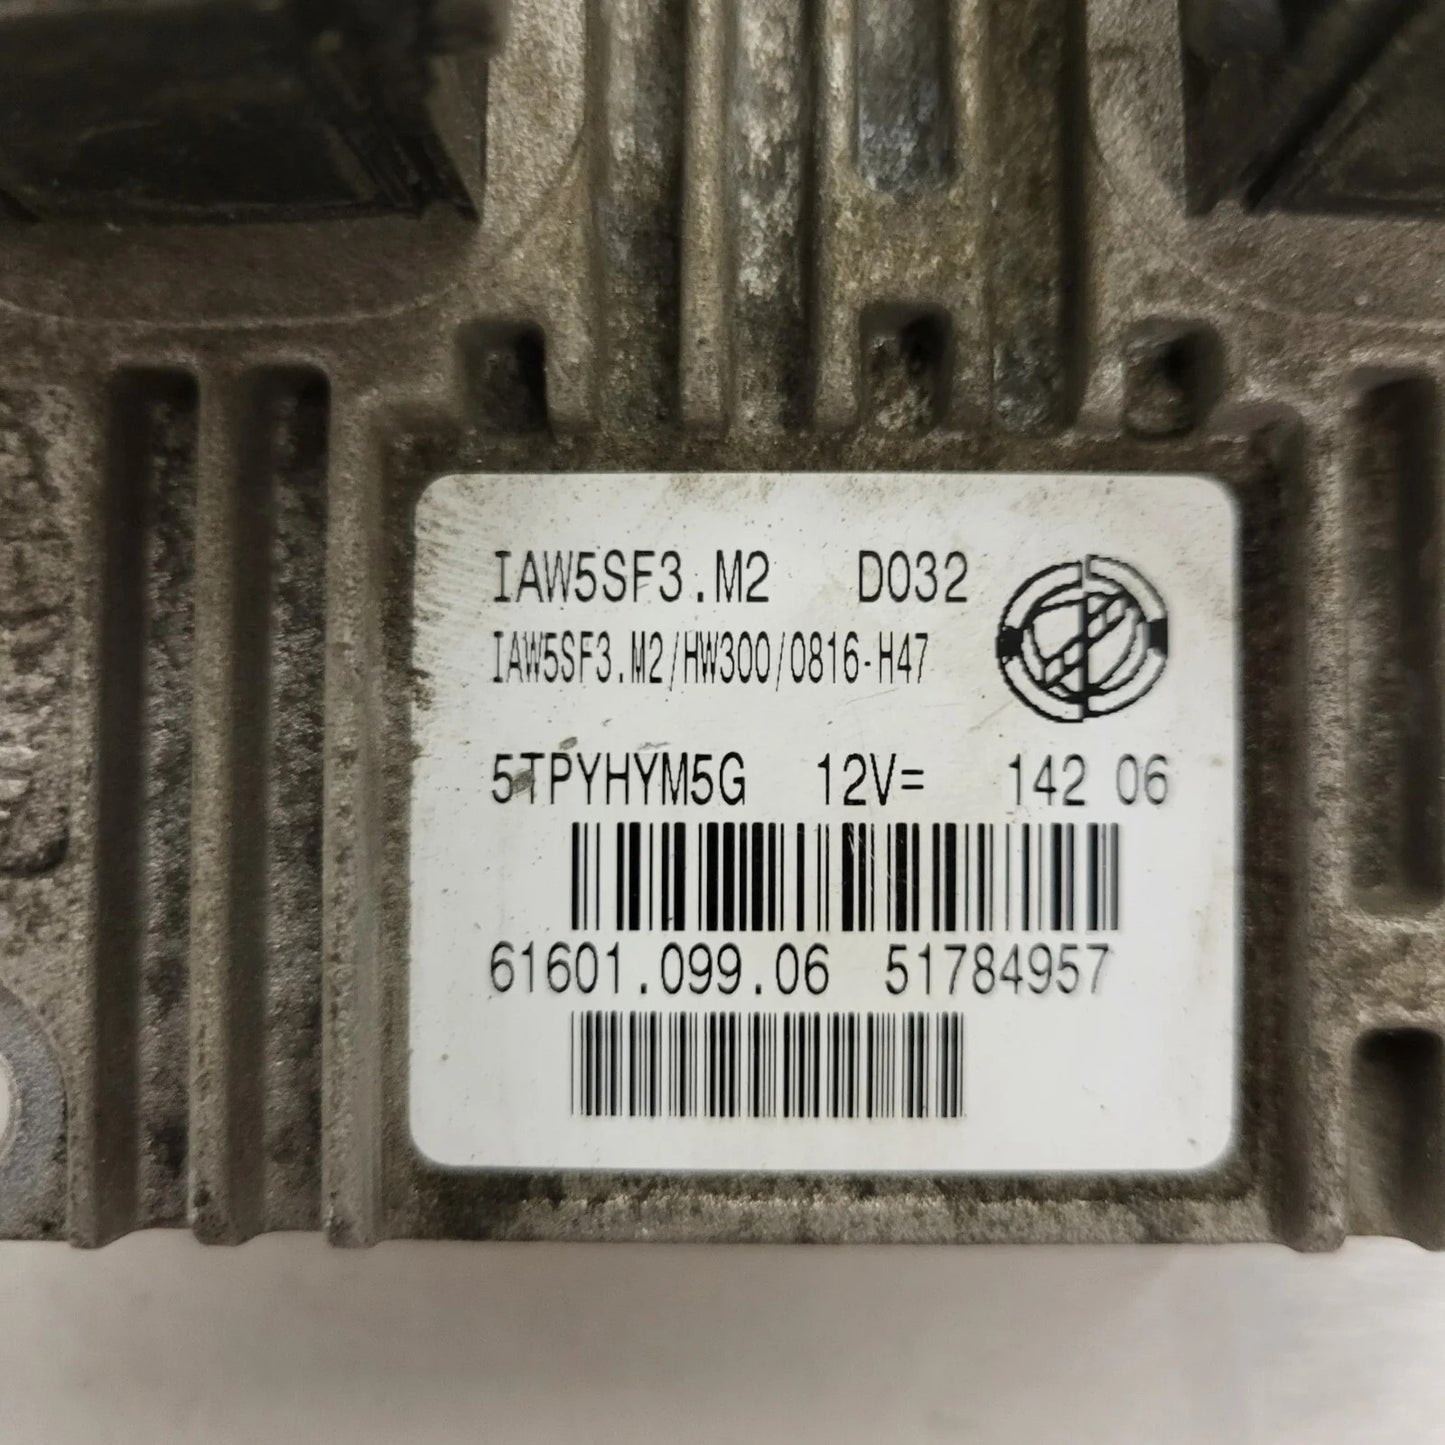 IAW5SF3.M2 D032
IAW5SF3.M2/HW300/0816-H47
5TPYHYM5G 12V= 142 06
61601.099.06 51784957